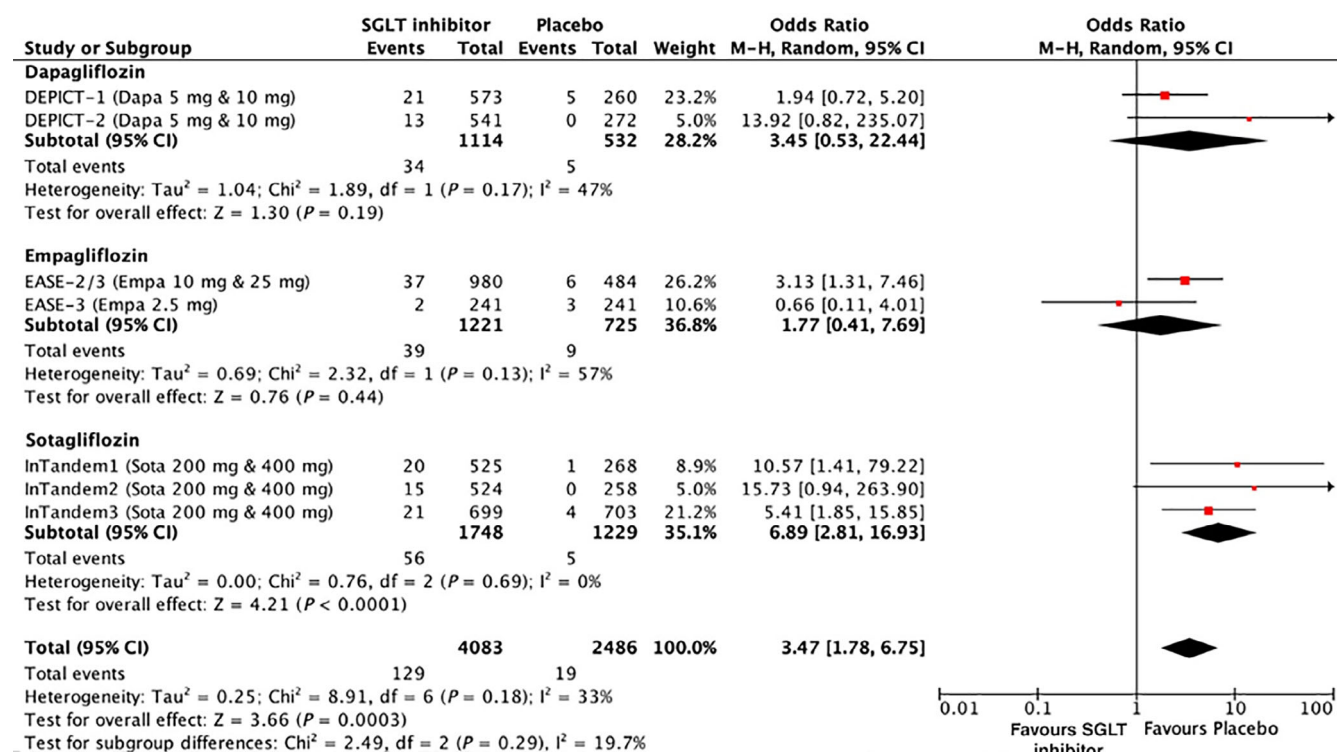 SGLT inhibitor Placebo Odds Ratio Odds Ratio
Study or Subgroup Events Total Events Total Weight M-H, Random, 95% CI M-H, Random, 95% CI
Dapagliflozin
DEPICT-1 (Dapa 5 mg & 10 mg) 21 573 5 260 23.2% 1.94 [0.72, 5.20]
DEPICT-2 (Dapa 5 mg & 10 mg) 13 541 0 272 5.0% 13.92 [0.82, 235.07]
Subtotal (95% CI) 1114 532 28.2% 3.45 [0.53, 22.44]
Total events 34 5
Heterogeneity: Tau² = 1.04; Chi² = 1.89, df = 1 (P = 0.17); I² = 47%
Test for overall effect: Z = 1.30 (P = 0.19)
Empagliflozin
EASE-2/3 (Empa 10 mg & 25 mg) 37 980 6 484 26.2% 3.13 [1.31, 7.46]
EASE-3 (Empa 2.5 mg) 2 241 3 241 10.6% 0.66 [0.11, 4.01]
Subtotal (95% CI) 1221 725 36.8% 1.77 [0.41, 7.69]
Total events 39 9
Heterogeneity: Tau² = 0.69; Chi² = 2.32, df = 1 (P = 0.13); I² = 57%
Test for overall effect: Z = 0.76 (P = 0.44)
Sotagliflozin
InTandem1 (Sota 200 mg & 400 mg) 20 525 1 268 8.9% 10.57 [1.41, 79.22]
InTandem2 (Sota 200 mg & 400 mg) 15 524 0 258 5.0% 15.73 [0.94, 263.90]
InTandem3 (Sota 200 mg & 400 mg) 21 699 4 703 21.2% 5.41 [1.85, 15.85]
Subtotal (95% CI) 1748 1229 35.1% 6.89 [2.81, 16.93]
Total events 56 5
Heterogeneity: Tau² = 0.00; Chi² = 0.76, df = 2 (P = 0.69); I² = 0%
Test for overall effect: Z = 4.21 (P < 0.0001)
Total (95% CI) 4083 2486 100.0% 3.47 [1.78, 6.75]
Total events 129 19
Heterogeneity: Tau² = 0.25; Chi² = 8.91, df = 6 (P = 0.18); I² = 33%
Test for overall effect: Z = 3.66 (P = 0.0003)
Test for subgroup differences: Chi² = 2.49, df = 2 (P = 0.29), I² = 19.7%
0.01 0.1 1 10 100
Favours SGLT Favours Placebo
inhibitor